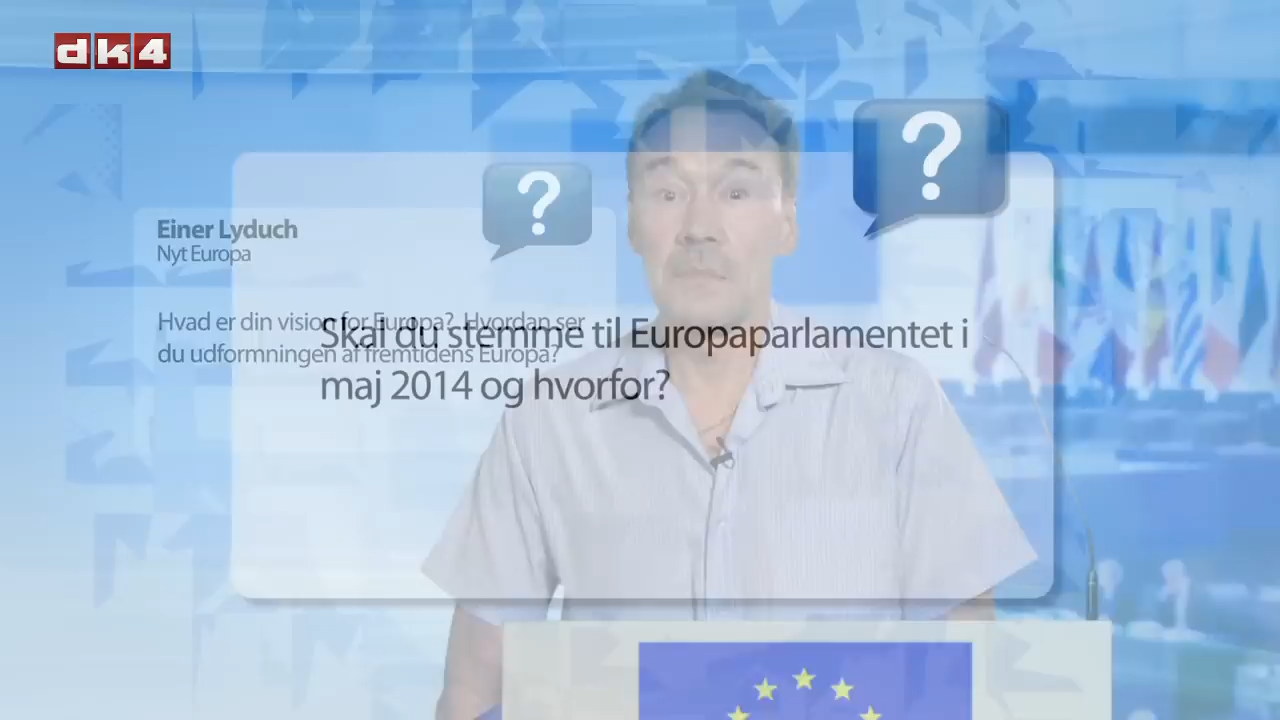 dk4
Einer Lyduch
Nyt Europa
Hvad er din vision for Europa? Hvordan ser
du udformningen af fremtidens Europa?
Skal du stemme til Europaparlamentet i
maj 2014 og hvorfor?